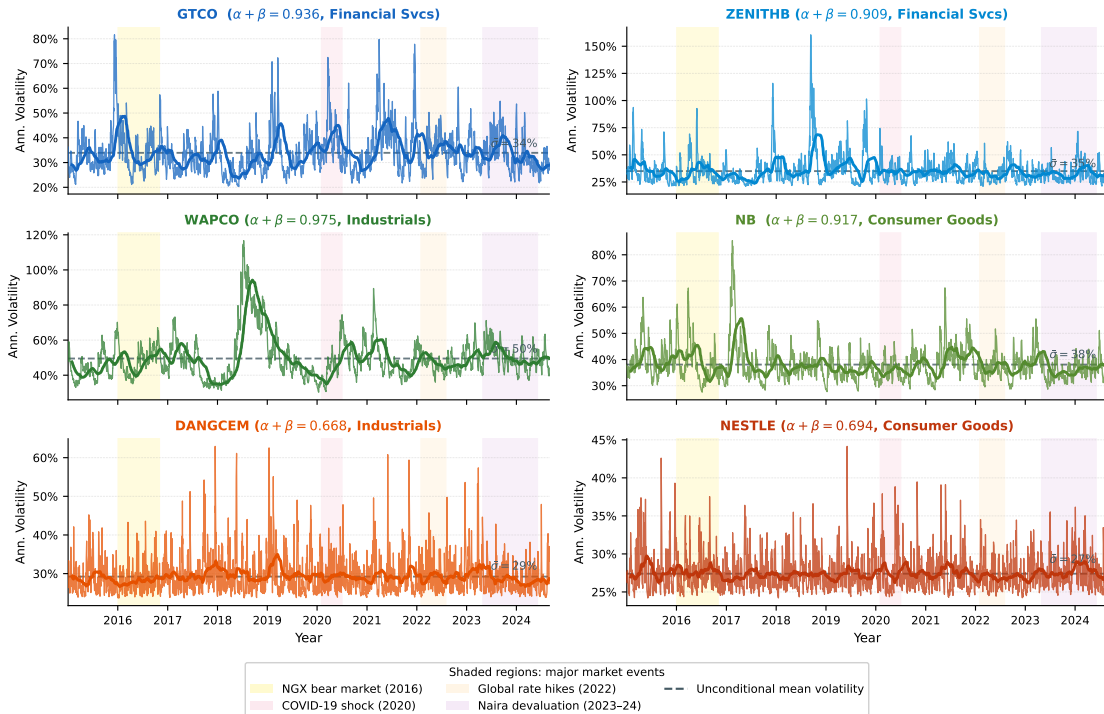 GTCO (α + β = 0.936, Financial Svcs)
Ann. Volatility
80%
70%
60%
50%
40%
30%
20%
σ̄ = 34%
ZENITHB (α + β = 0.909, Financial Svcs)
Ann. Volatility
150%
125%
100%
75%
50%
25%
σ̄ = 35%
WAPCO (α + β = 0.975, Industrials)
Ann. Volatility
120%
100%
80%
60%
40%
σ̄ = 50%
NB (α + β = 0.917, Consumer Goods)
Ann. Volatility
80%
70%
60%
50%
40%
30%
σ̄ = 38%
DANGCEM (α + β = 0.668, Industrials)
Ann. Volatility
60%
50%
40%
30%
σ̄ = 29%
2016 2017 2018 2019 2020 2021 2022 2023 2024
Year
NESTLE (α + β = 0.694, Consumer Goods)
Ann. Volatility
45%
40%
35%
30%
25%
σ̄ = 27%
2016 2017 2018 2019 2020 2021 2022 2023 2024
Year
Shaded regions: major market events
NGX bear market (2016)
COVID-19 shock (2020)
Global rate hikes (2022)
Naira devaluation (2023–24)
Unconditional mean volatility